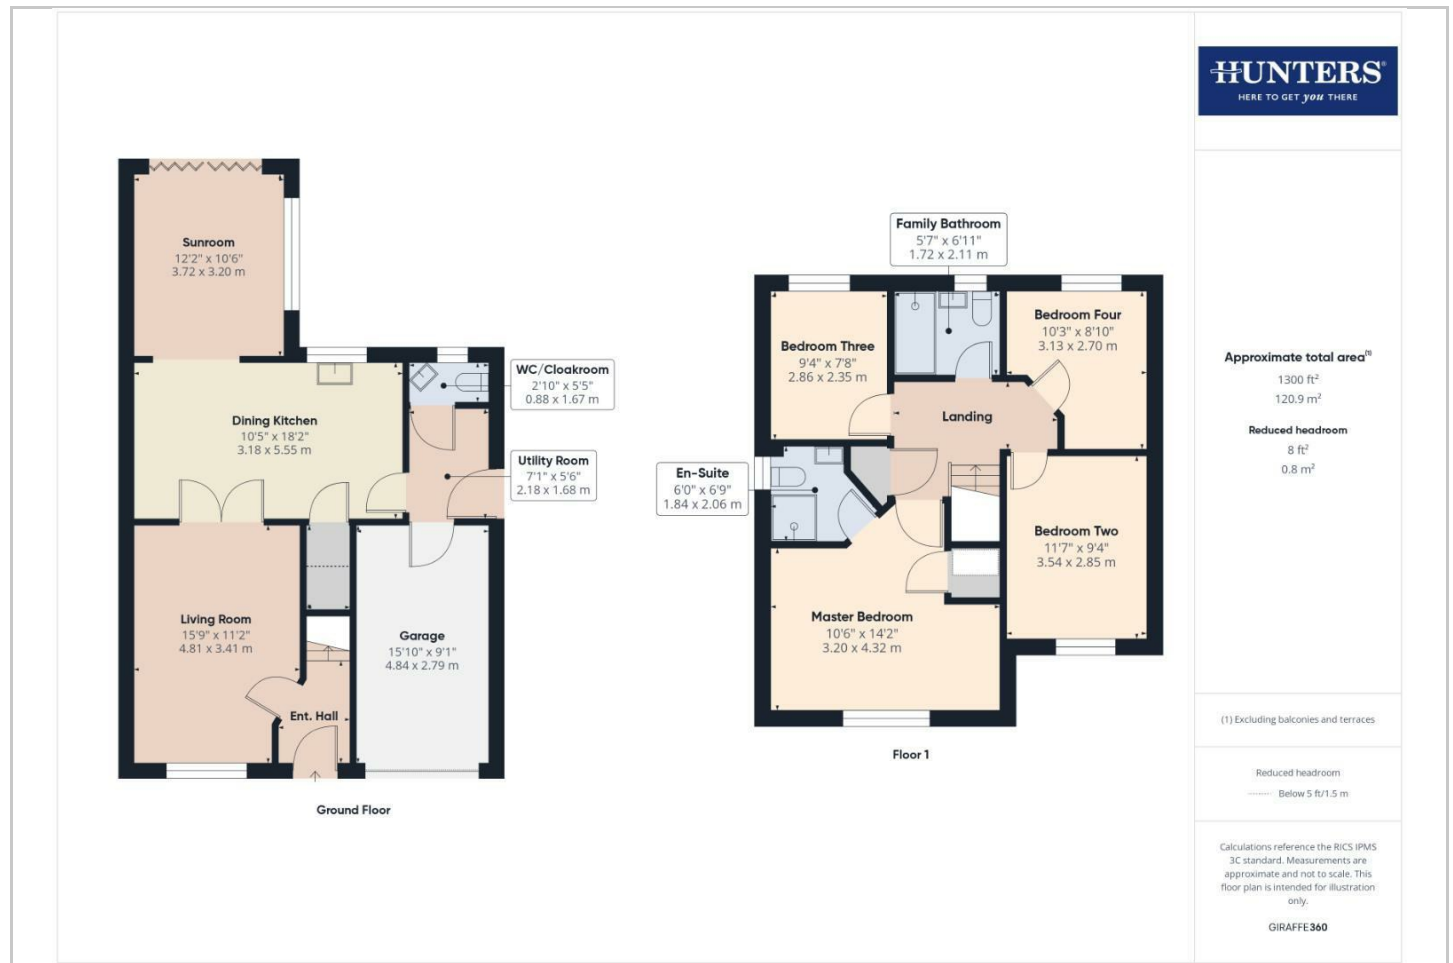 Sunroom
12'2" x 10'6"
3.72 x 3.20 m
WC/Cloakroom
2'10" x 5'5"
0.88 x 1.67 m
Dining Kitchen
10'5" x 18'2"
3.18 x 5.55 m
Utility Room
7'1" x 5'6"
2.18 x 1.68 m
Living Room
15'9" x 11'2"
4.81 x 3.41 m
Garage
15'10" x 9'1"
4.84 x 2.79 m
Ent. Hall
Ground Floor
Family Bathroom
5'7" x 6'11"
1.72 x 2.11 m
Bedroom Three
9'4" x 7'8"
2.86 x 2.35 m
Bedroom Four
10'3" x 8'10"
3.13 x 2.70 m
Landing
En-Suite
6'0" x 6'9"
1.84 x 2.06 m
Bedroom Two
11'7" x 9'4"
3.54 x 2.85 m
Master Bedroom
10'6" x 14'2"
3.20 x 4.32 m
Floor 1
HUNTERS®
HERE TO GET you THERE
Approximate total area(1)
1300 ft²
120.9 m²
Reduced headroom
8 ft²
0.8 m²
(1) Excluding balconies and terraces
Reduced headroom
Below 5 ft/1.5 m
Calculations reference the RICS IPMS
3C standard. Measurements are
approximate and not to scale. This
floor plan is intended for illustration
only.
GIRAFFE360